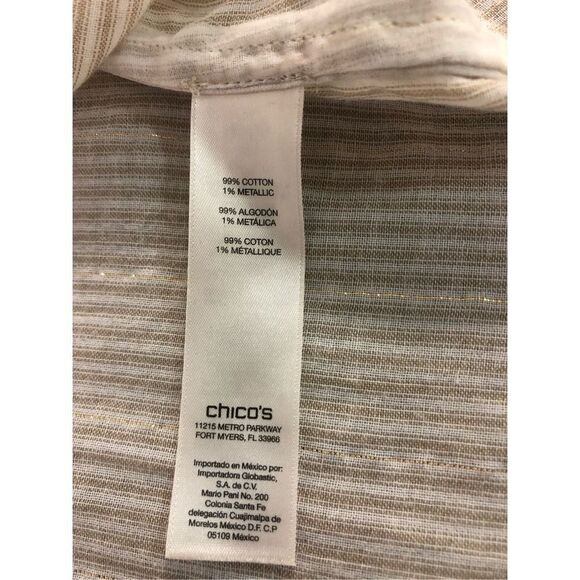 99% COTTON
1% METALLIC
99% ALGODÓN
1% METÁLICA
99% COTON
1% MÉTALLIQUE
chico's
11215 METRO PARKWAY
FORT MYERS, FL 33966
Importado en México por:
Importadora Globastic,
S.A. de C.V.
Mario Pani No. 200
Colonia Santa Fe
delegación Cuajimalpa de
Morelos México D.F. C.P
05109 México